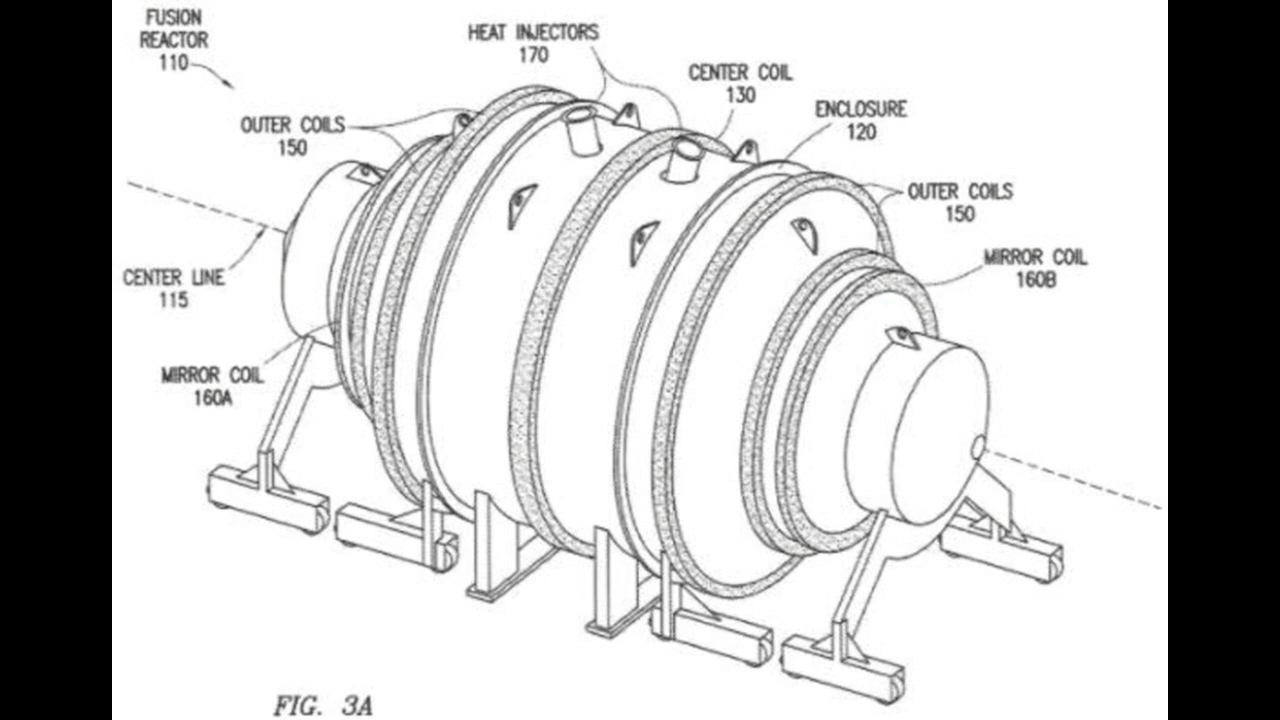 FUSION
REACTOR
110
HEAT INJECTORS
170
CENTER COIL
130
ENCLOSURE
120
OUTER COILS
150
OUTER COILS
150
MIRROR COIL
160B
CENTER LINE
115
MIRROR COIL
160A
FIG. 3A